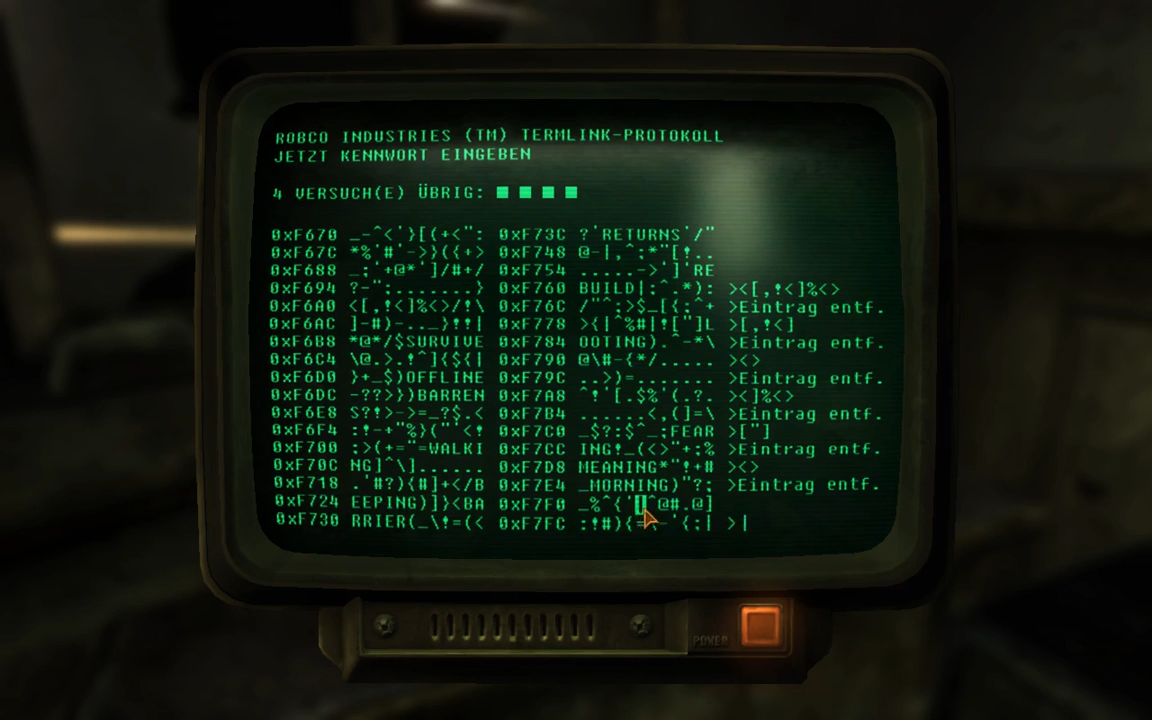 ROBCO INDUSTRIES (TM) TERMLINK-PROTOKOLL
JETZT KENNWORT EINGEBEN
4 VERSUCH(E) ÜBRIG: ■ ■ ■ ■
0xF670 _-^<'}[(+<": 0xF73C ?'RETURNS'/"
0xF67C *%'#'->}({+> 0xF748 @-|,^;*"[!..
0xF688 _;'+@*']/#+/ 0xF754 .....->']'RE
0xF694 ?-":.......} 0xF760 BUILD|:^.*): ><[,!<]%<>
0xF6A0 <[,!<]%<>/!\ 0xF76C /"^;>$_[{:^+ >Eintrag entf.
0xF6AC ]-#)-.._}!!| 0xF778 >{|^%#|!["]L >[,!<]
0xF6B8 *@*/$SURVIVE 0xF784 OOTING).^-*\ >Eintrag entf.
0xF6C4 \@.>.!^]{${| 0xF790 @\#-{*/..... ><>
0xF6D0 }+_$)OFFLINE 0xF79C ..>)=....... >Eintrag entf.
0xF6DC -??>})BARREN 0xF7A8 ^!'[.$%'(.?. ><]%<>
0xF6E8 S?!>->=_?$.< 0xF7B4 ......<,(]=\ >Eintrag entf.
0xF6F4 :!-+"%}("'<! 0xF7C0 _$?:$^_;FEAR >["]
0xF700 :>(+="=WALKI 0xF7CC ING!_(<>"+;% >Eintrag entf.
0xF70C NG]^\]...... 0xF7D8 MEANING*"!+# ><>
0xF718 .'#?){#]+</B 0xF7E4 _MORNING)"?; >Eintrag entf.
0xF724 EEPING)]}<BA 0xF7F0 _%^{'[^@#.@]
0xF730 RRIER(_\!=(< 0xF7FC :!#){ '{;| >|
POWER